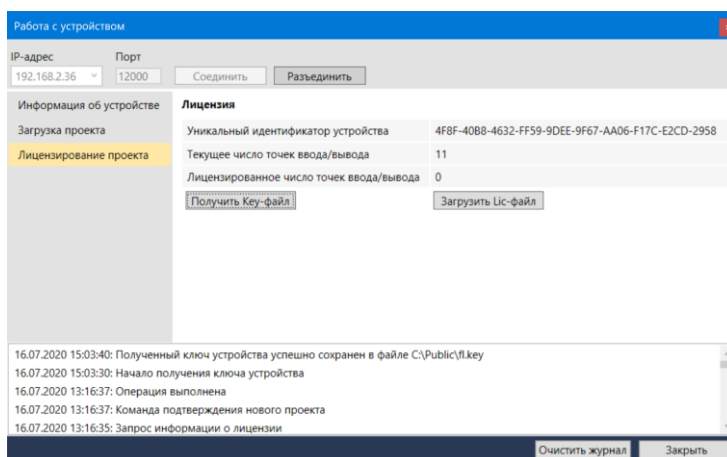 Работа с устройством
IP-адрес Порт
192.168.2.36 12000 Соединить Разъединить
Информация об устройстве
Загрузка проекта
Лицензирование проекта
Лицензия
Уникальный идентификатор устройства 4F8F-40B8-4632-FF59-9DEE-9F67-AA06-F17C-E2CD-2958
Текущее число точек ввода/вывода 11
Лицензированное число точек ввода/вывода 0
Получить Key-файл Загрузить Lic-файл
16.07.2020 15:03:40: Полученный ключ устройства успешно сохранен в файле C:\Public\fl.key
16.07.2020 15:03:30: Начало получения ключа устройства
16.07.2020 13:16:37: Операция выполнена
16.07.2020 13:16:37: Команда подтверждения нового проекта
16.07.2020 13:16:35: Запрос информации о лицензии
Очистить журнал Закрыть